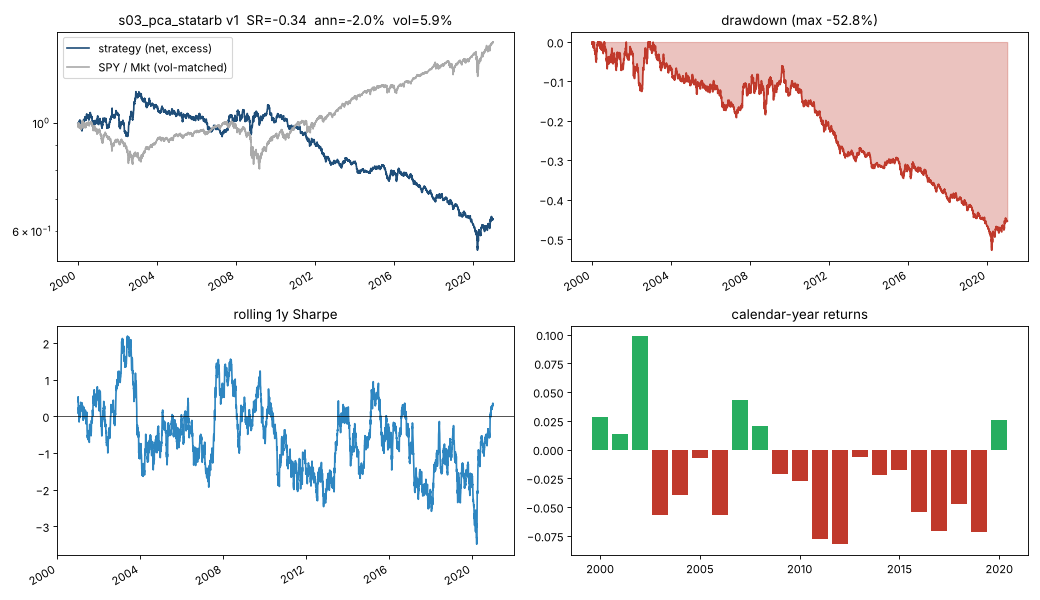 s03_pca_statarb v1  SR=-0.34  ann=-2.0%  vol=5.9%
strategy (net, excess)
SPY / Mkt (vol-matched)
10⁰
6 × 10⁻¹
2000 2004 2008 2012 2016 2020
drawdown (max -52.8%)
0.0
−0.1
−0.2
−0.3
−0.4
−0.5
2000 2004 2008 2012 2016 2020
rolling 1y Sharpe
2
1
0
−1
−2
−3
2000 2004 2008 2012 2016 2020
calendar-year returns
0.100
0.075
0.050
0.025
0.000
−0.025
−0.050
−0.075
2000 2005 2010 2015 2020